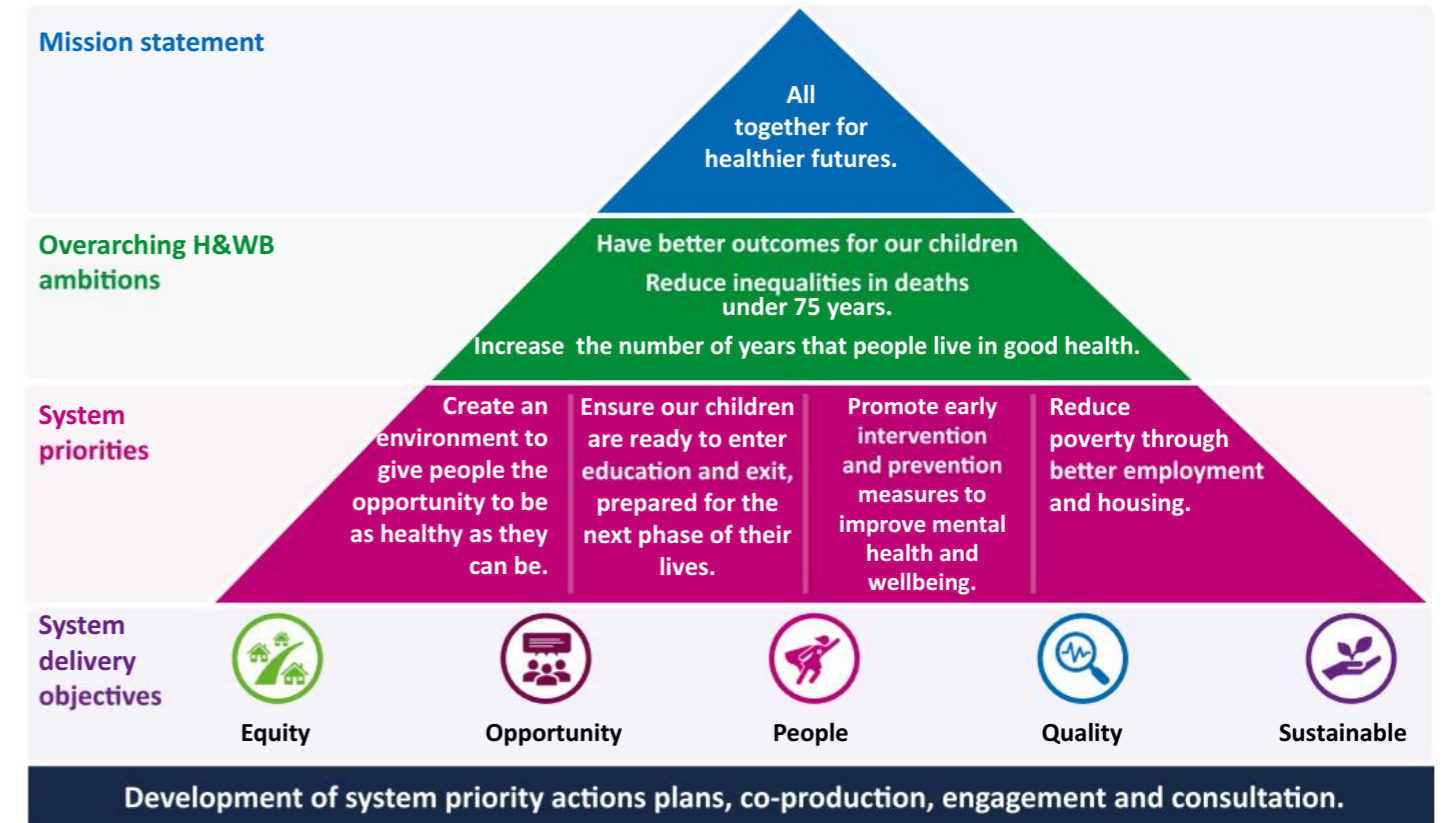 Mission statement
All
together for
healthier futures.
Overarching H&WB
ambitions
Have better outcomes for our children
Reduce inequalities in deaths
under 75 years.
Increase the number of years that people live in good health.
System
priorities
Create an
environment to
give people the
opportunity to be
as healthy as they
can be.
Ensure our children
are ready to enter
education and exit,
prepared for the
next phase of their
lives.
Promote early
intervention
and prevention
measures to
improve mental
health and
wellbeing.
Reduce
poverty through
better employment
and housing.
System
delivery
objectives
Equity
Opportunity
People
Quality
Sustainable
Development of system priority actions plans, co-production, engagement and consultation.